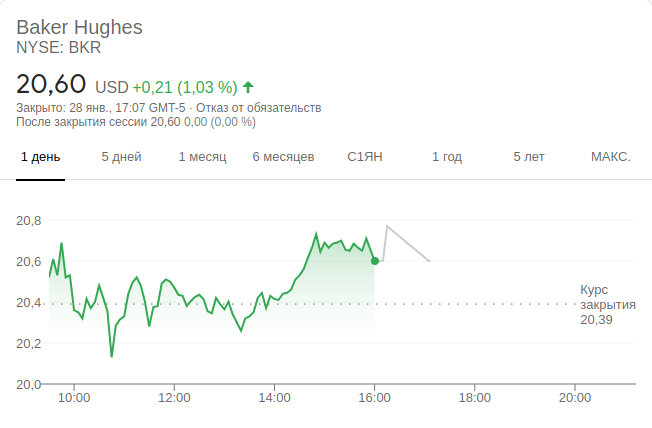 Baker Hughes
NYSE: BKR
20,60 USD +0,21 (1,03 %)
Закрыто: 28 янв., 17:07 GMT-5 · Отказ от обязательств
После закрытия сессии 20,60 0,00 (0,00 %)
1 день 5 дней 1 месяц 6 месяцев С1ЯН 1 год 5 лет МАКС.
20,8
20,6
20,4
20,2
20,0
Курс
закрытия
20,39
10:00 12:00 14:00 16:00 18:00 20:00